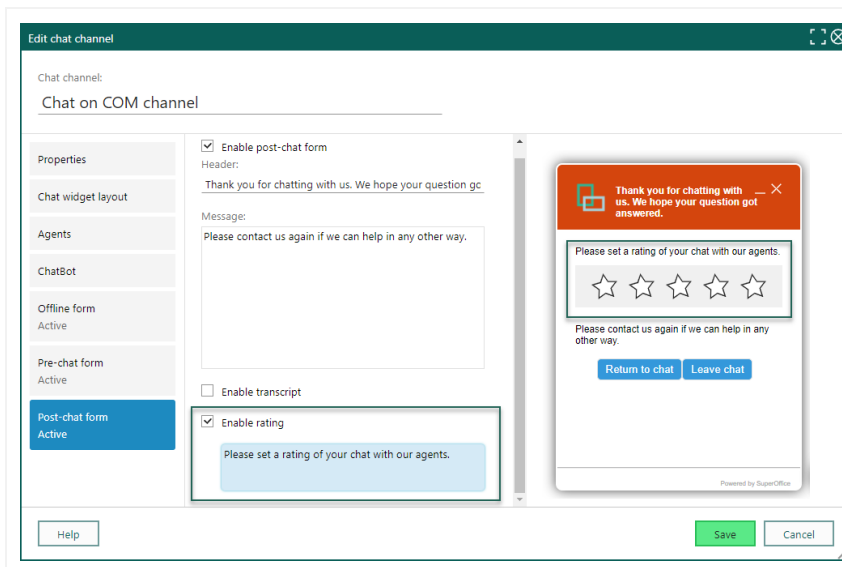 Edit chat channel
Chat channel:
Chat on COM channel
Properties
Chat widget layout
Agents
ChatBot
Offline form
Active
Pre-chat form
Active
Post-chat form
Active
Enable post-chat form
Header:
Thank you for chatting with us. We hope your question gc
Message:
Please contact us again if we can help in any other way.
Enable transcript
Enable rating
Please set a rating of your chat with our agents.
Thank you for chatting with
us. We hope your question got
answered.
Please set a rating of your chat with our agents.
Please contact us again if we can help in any
other way.
Return to chat
Leave chat
Powered by SuperOffice
Help
Save
Cancel